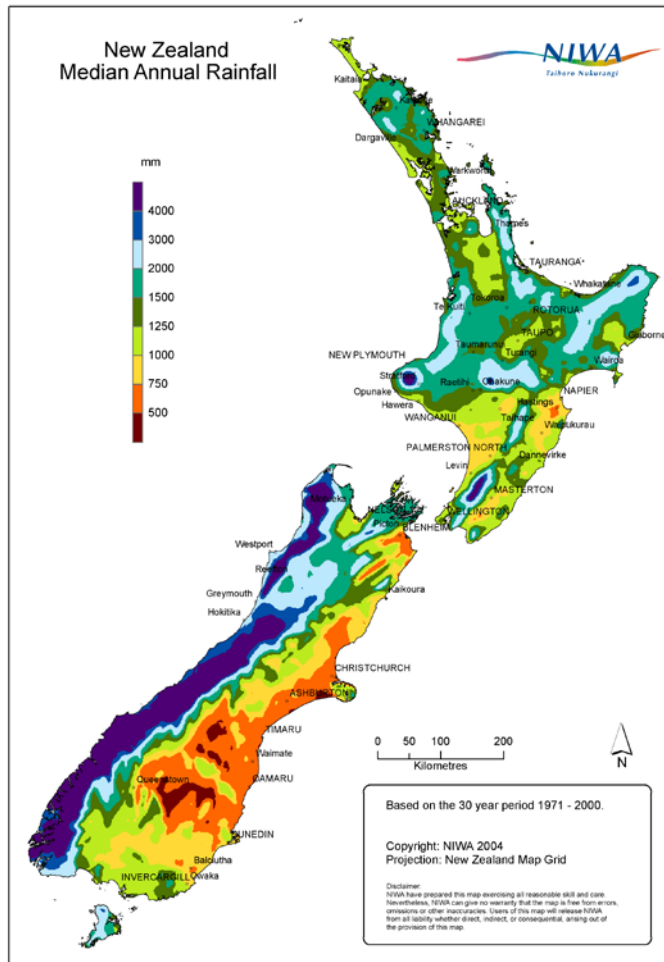 New Zealand
Median Annual Rainfall
NIWA
Taihoro Nukurangi
mm
4000
3000
2000
1500
1250
1000
750
500
Kaitaia
WHANGAREI
Dargaville
Warkworth
AUCKLAND
Thames
TAURANGA
Whakatane
Tokoroa
Te Kuiti
ROTORUA
TAUPO
Gisborne
Taumarunui
Turangi
NEW PLYMOUTH
Wairoa
Stratford
Raetihi
Ohakune
Opunake
NAPIER
Hawera
Hastings
WANGANUI
Taihape
Waipukurau
PALMERSTON NORTH
Dannevirke
Levin
MASTERTON
WELLINGTON
Motueka
NELSON
Picton
BLENHEIM
Westport
Reefton
Greymouth
Kaikoura
Hokitika
CHRISTCHURCH
ASHBURTON
TIMARU
Waimate
Queenstown
OAMARU
DUNEDIN
Balclutha
INVERCARGILL
Owaka
0 50 100 200
Kilometres
N
Based on the 30 year period 1971 - 2000.
Copyright: NIWA 2004
Projection: New Zealand Map Grid
Disclaimer:
NIWA have prepared this map exercising all reasonable skill and care.
Nevertheless, NIWA can give no warranty that the map is free from errors,
omissions or other inaccuracies. Users of this map will release NIWA
from all liability whether direct, indirect, or consequential, arising out of
the provision of this map.